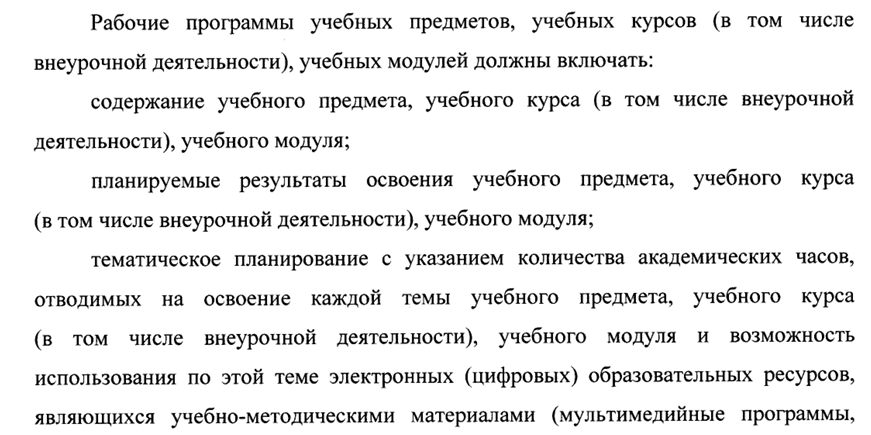 Рабочие программы учебных предметов, учебных курсов (в том числе
внеурочной деятельности), учебных модулей должны включать:
содержание учебного предмета, учебного курса (в том числе внеурочной
деятельности), учебного модуля;
планируемые результаты освоения учебного предмета, учебного курса
(в том числе внеурочной деятельности), учебного модуля;
тематическое планирование с указанием количества академических часов,
отводимых на освоение каждой темы учебного предмета, учебного курса
(в том числе внеурочной деятельности), учебного модуля и возможность
использования по этой теме электронных (цифровых) образовательных ресурсов,
являющихся учебно-методическими материалами (мультимедийные программы,